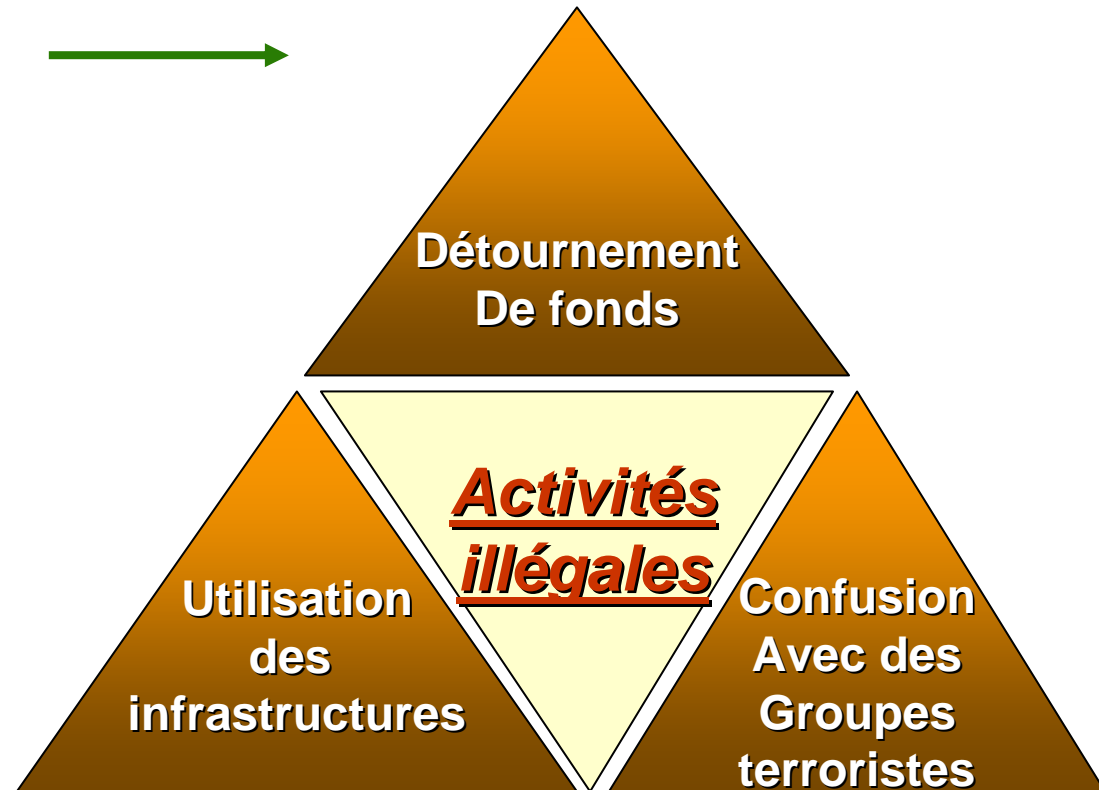 Détournement
De fonds
Activités
illégales
Utilisation
des
infrastructures
Confusion
Avec des
Groupes
terroristes